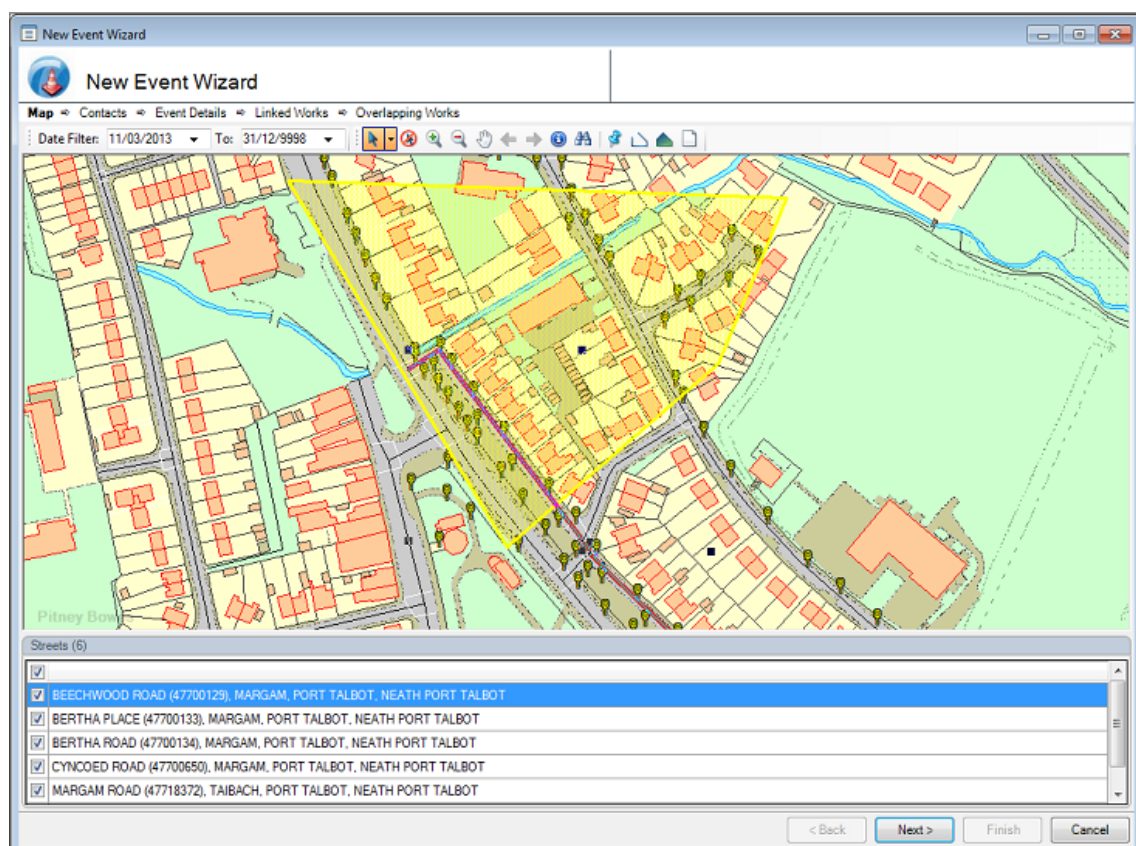 New Event Wizard
New Event Wizard
Map ⇨ Contacts ⇨ Event Details ⇨ Linked Works ⇨ Overlapping Works
Date Filter: 11/03/2013 To: 31/12/9998
Pitney Bow
Streets (6)
BEECHWOOD ROAD (47700129), MARGAM, PORT TALBOT, NEATH PORT TALBOT
BERTHA PLACE (47700133), MARGAM, PORT TALBOT, NEATH PORT TALBOT
BERTHA ROAD (47700134), MARGAM, PORT TALBOT, NEATH PORT TALBOT
CYNCOED ROAD (47700650), MARGAM, PORT TALBOT, NEATH PORT TALBOT
MARGAM ROAD (47718372), TAIBACH, PORT TALBOT, NEATH PORT TALBOT
< Back Next > Finish Cancel